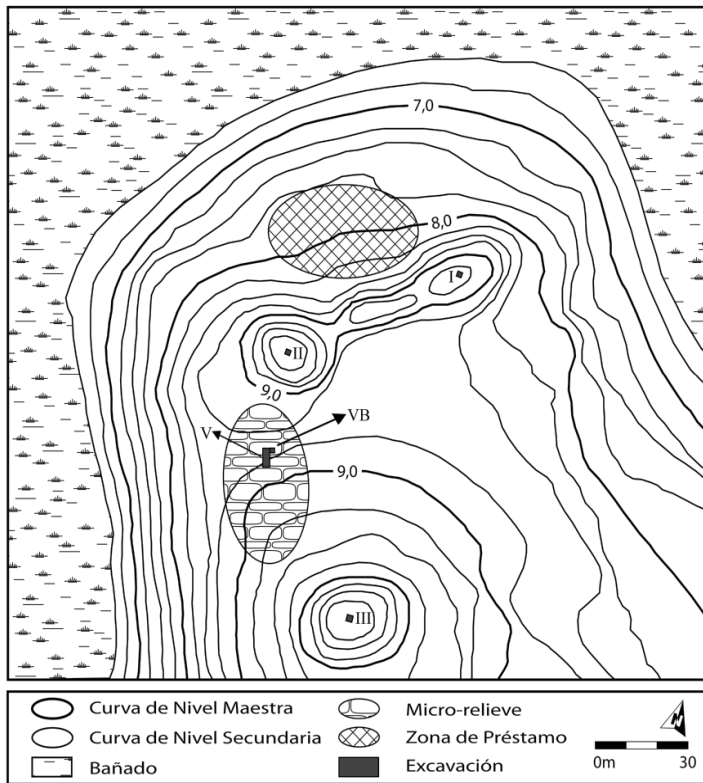 7,0
8,0
I
II
9,0
VB
V
9,0
III
Curva de Nivel Maestra
Micro-relieve
N
Curva de Nivel Secundaria
Zona de Préstamo
Bañado
Excavación
0m 30